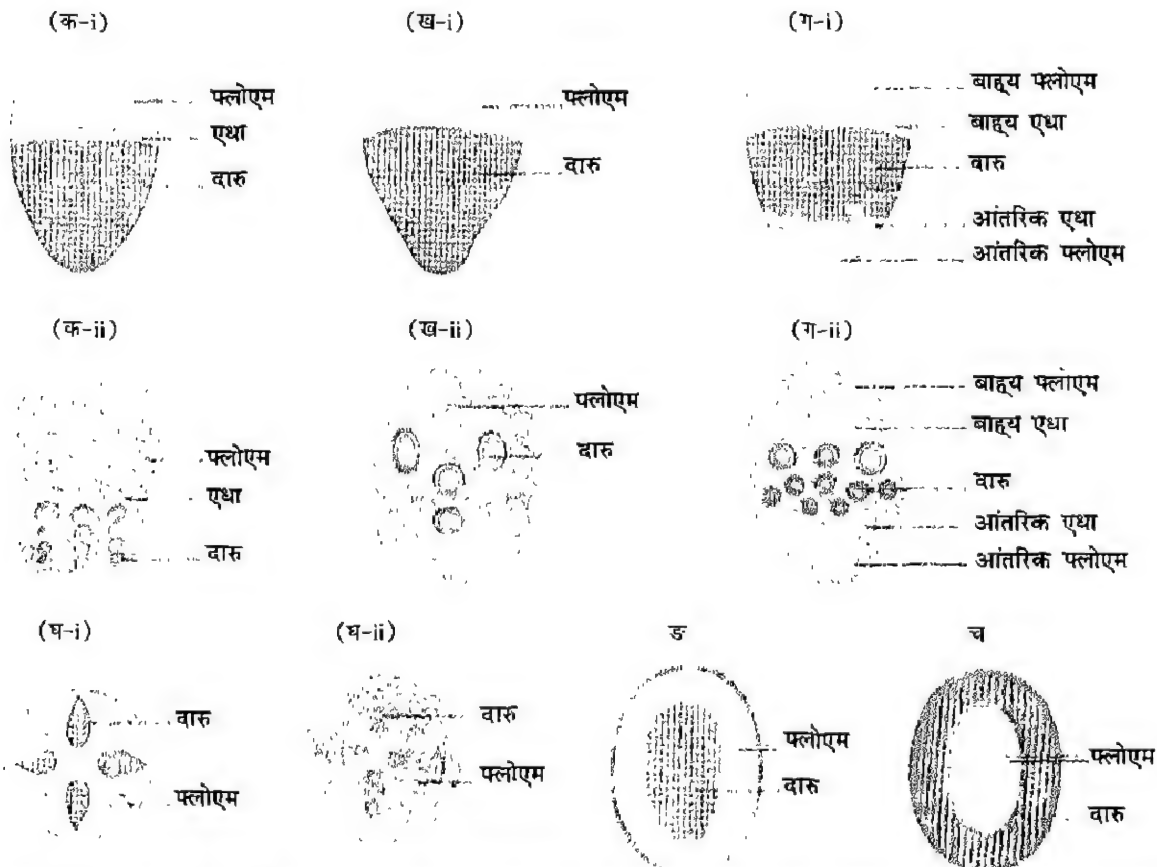 (क-i) (ख-i) (ग-i)
फ्लोएम
एधा
दारु
फ्लोएम
दारु
बाह्य फ्लोएम
बाह्य एधा
दारु
आंतरिक एधा
आंतरिक फ्लोएम
(क-ii) (ख-ii) (ग-ii)
फ्लोएम
एधा
दारु
फ्लोएम
दारु
बाह्य फ्लोएम
बाह्य एधा
दारु
आंतरिक एधा
आंतरिक फ्लोएम
(घ-i) (घ-ii) ङ च
दारु
फ्लोएम
दारु
फ्लोएम
फ्लोएम
दारु
फ्लोएम
दारु